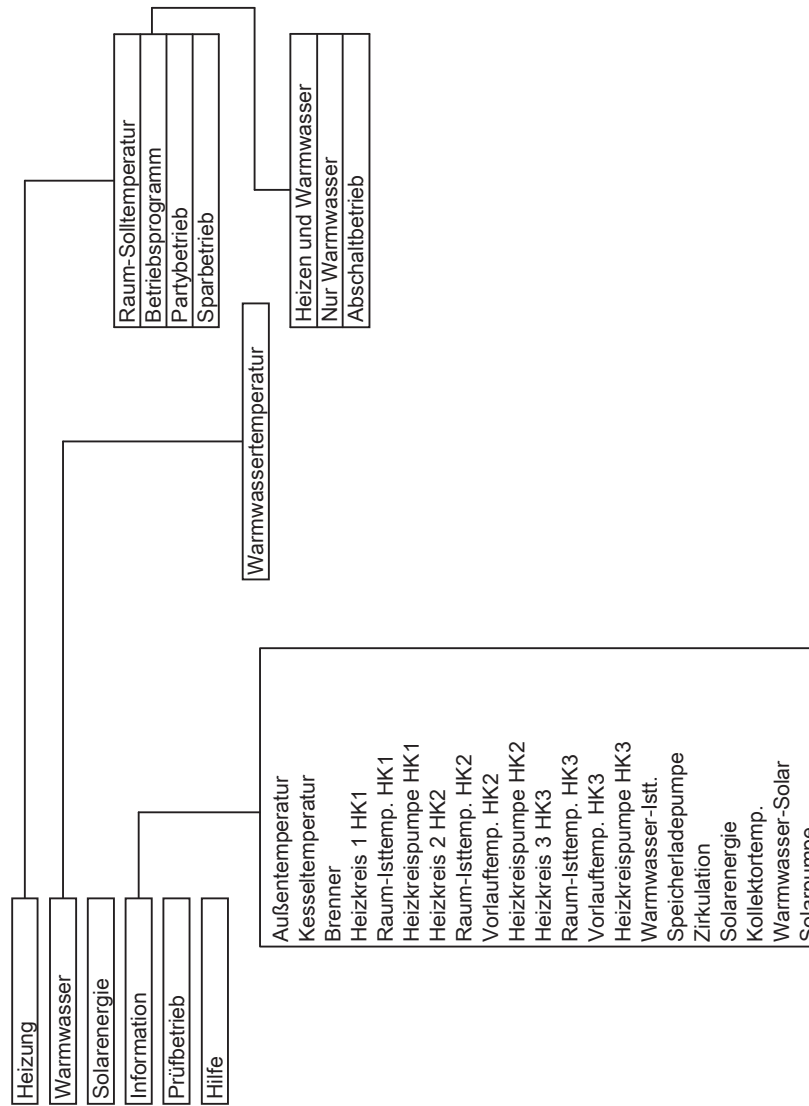 Heizung
Warmwasser
Solarenergie
Information
Prüfbetrieb
Hilfe
Raum-Solltemperatur
Betriebsprogramm
Partybetrieb
Sparbetrieb
Heizen und Warmwasser
Nur Warmwasser
Abschaltbetrieb
Warmwassertemperatur
Außentemperatur
Kesseltemperatur
Brenner
Heizkreis 1 HK1
Raum-Isttemp. HK1
Heizkreispumpe HK1
Heizkreis 2 HK2
Raum-Isttemp. HK2
Vorlauftemp. HK2
Heizkreispumpe HK2
Heizkreis 3 HK3
Raum-Isttemp. HK3
Vorlauftemp. HK3
Heizkreispumpe HK3
Warmwasser-Istt.
Speicherladepumpe
Zirkulation
Solarenergie
Kollektortemp.
Warmwasser-Solar
Solarpumpe